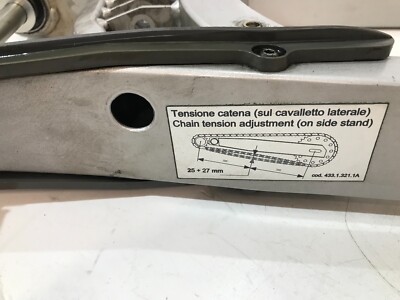 Tensione catena (sul cavalletto laterale)
Chain tension adjustment (on side stand)
25 ÷ 27 mm
cod. 433.1.321.1A